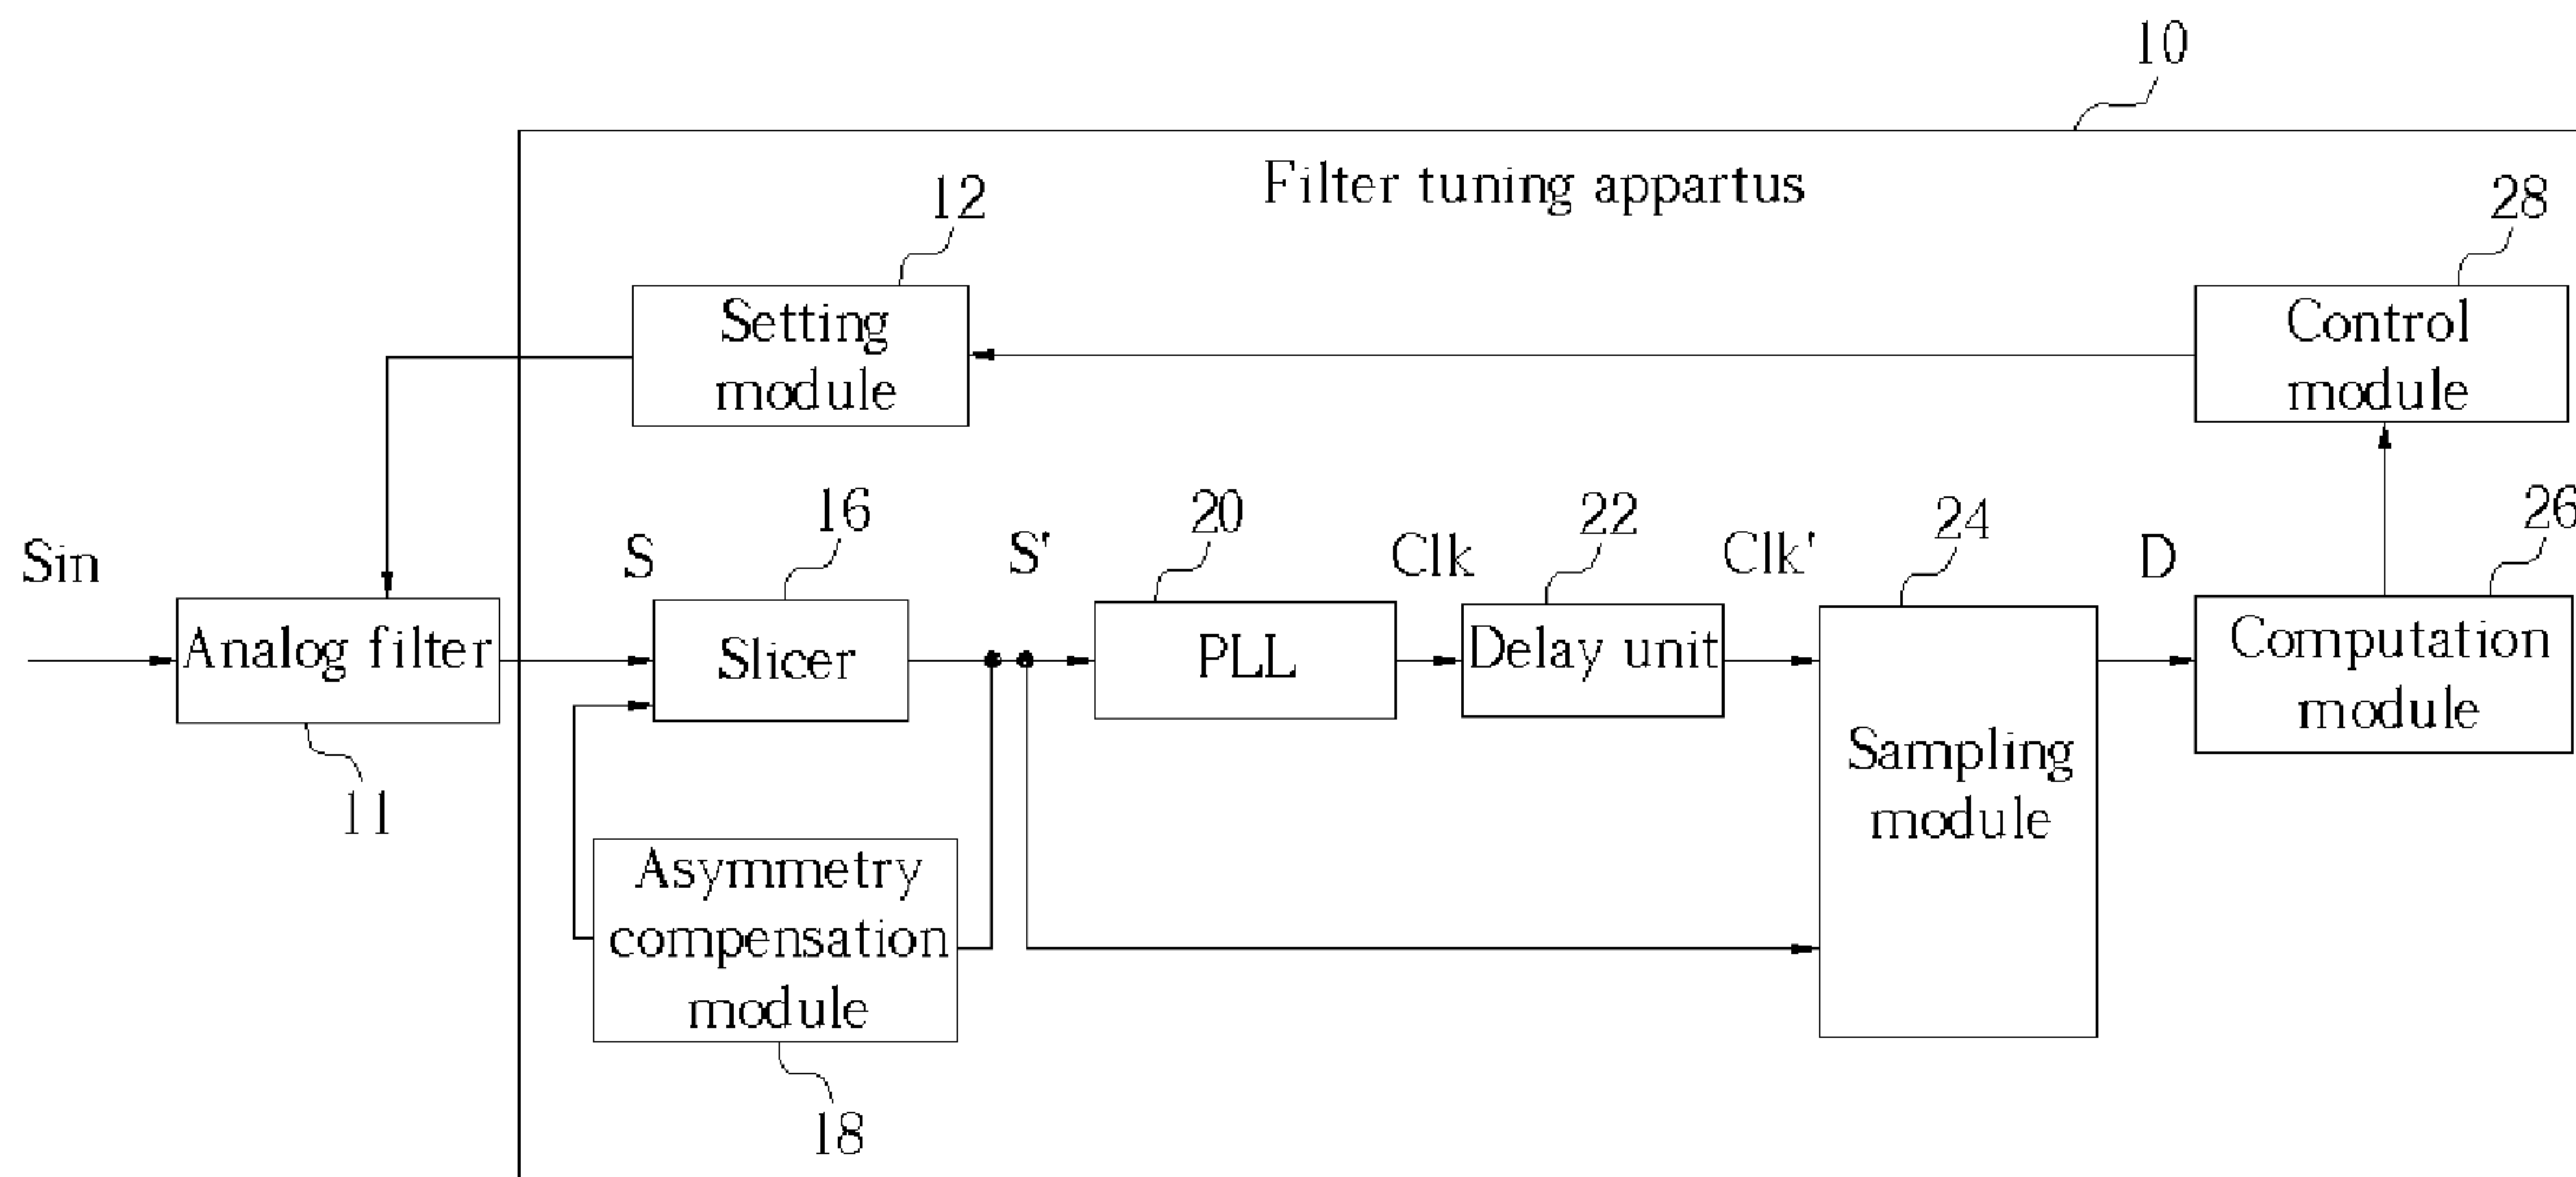 10
Filter tuning appartus
12
28
Setting
module
Control
module
16
20
22
24
26
Sin
S
S'
Clk
Clk'
D
Analog filter
Slicer
PLL
Delay unit
Computation
module
Sampling
module
11
Asymmetry
compensation
module
18